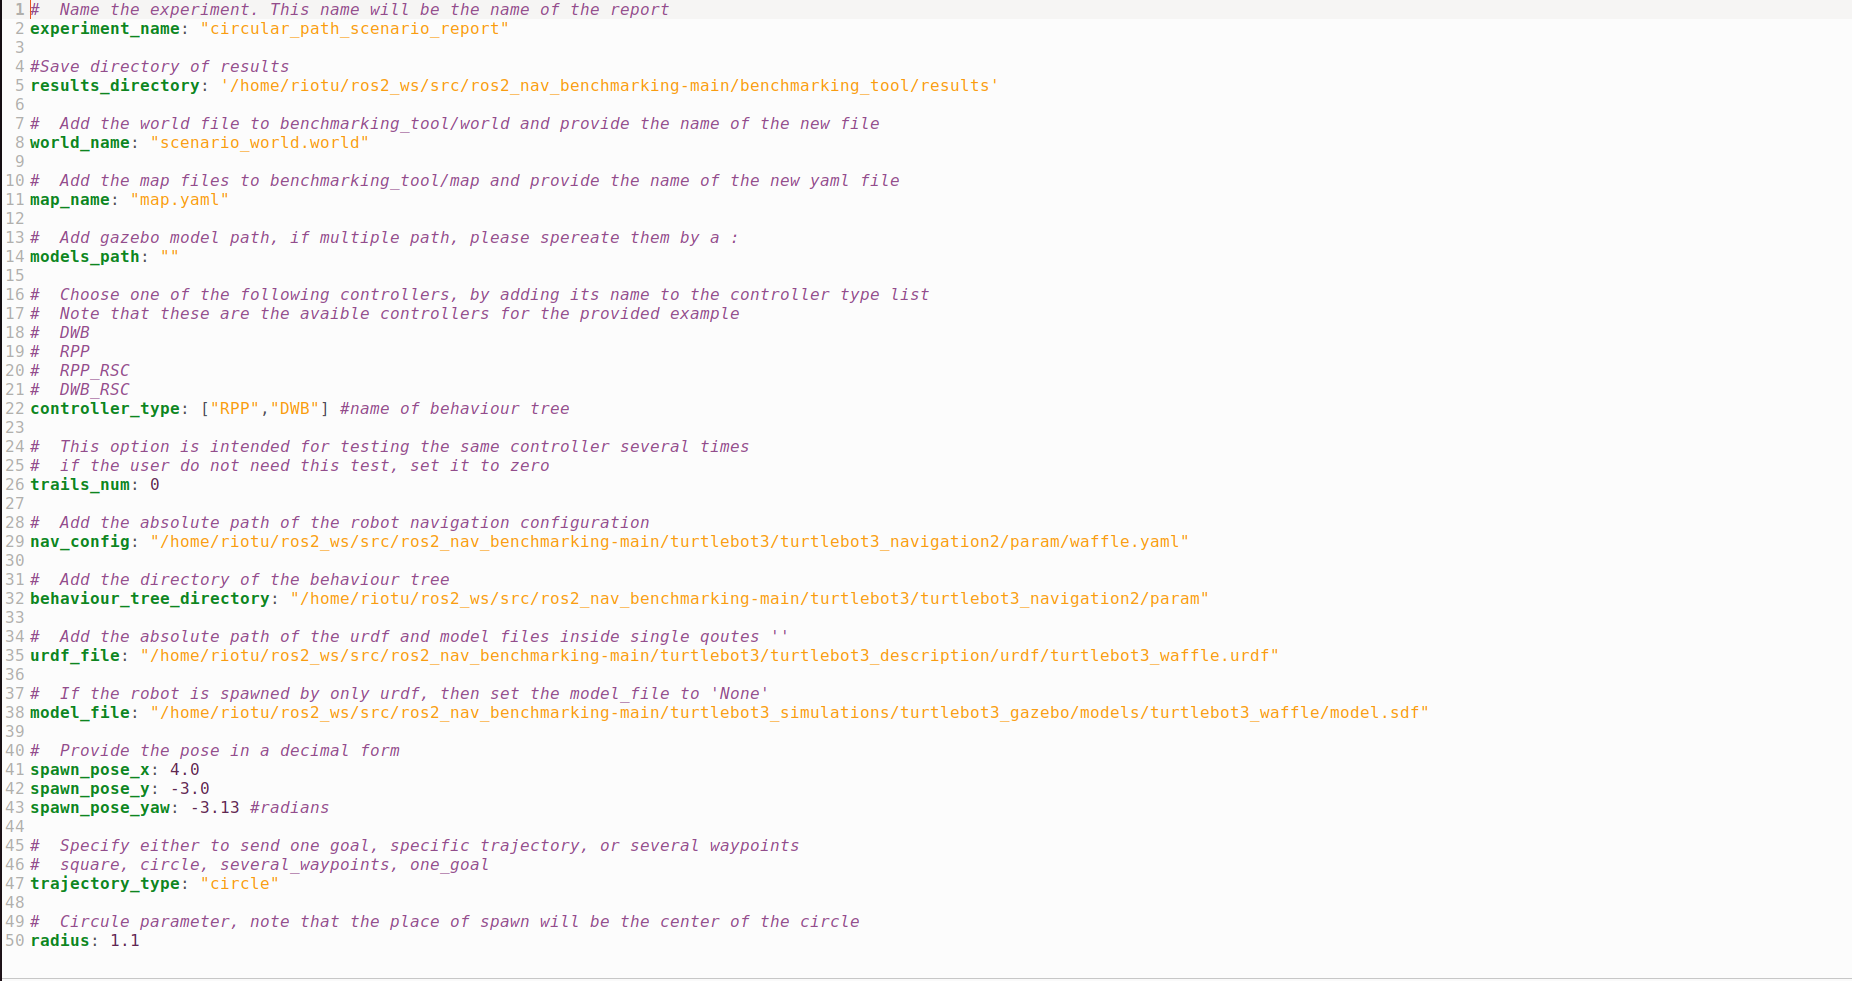 1 #  Name the experiment. This name will be the name of the report
2 experiment_name: "circular_path_scenario_report"
3
4 #Save directory of results
5 results_directory: '/home/riotu/ros2_ws/src/ros2_nav_benchmarking-main/benchmarking_tool/results'
6
7 #  Add the world file to benchmarking_tool/world and provide the name of the new file
8 world_name: "scenario_world.world"
9
10 #  Add the map files to benchmarking_tool/map and provide the name of the new yaml file
11 map_name: "map.yaml"
12
13 #  Add gazebo model path, if multiple path, please spereate them by a :
14 models_path: ""
15
16 #  Choose one of the following controllers, by adding its name to the controller type list
17 #  Note that these are the avaible controllers for the provided example
18 #  DWB
19 #  RPP
20 #  RPP_RSC
21 #  DWB_RSC
22 controller_type: ["RPP","DWB"] #name of behaviour tree
23
24 #  This option is intended for testing the same controller several times
25 #  if the user do not need this test, set it to zero
26 trails_num: 0
27
28 #  Add the absolute path of the robot navigation configuration
29 nav_config: "/home/riotu/ros2_ws/src/ros2_nav_benchmarking-main/turtlebot3/turtlebot3_navigation2/param/waffle.yaml"
30
31 #  Add the directory of the behaviour tree
32 behaviour_tree_directory: "/home/riotu/ros2_ws/src/ros2_nav_benchmarking-main/turtlebot3/turtlebot3_navigation2/param"
33
34 #  Add the absolute path of the urdf and model files inside single qoutes ''
35 urdf_file: "/home/riotu/ros2_ws/src/ros2_nav_benchmarking-main/turtlebot3/turtlebot3_description/urdf/turtlebot3_waffle.urdf"
36
37 #  If the robot is spawned by only urdf, then set the model_file to 'None'
38 model_file: "/home/riotu/ros2_ws/src/ros2_nav_benchmarking-main/turtlebot3_simulations/turtlebot3_gazebo/models/turtlebot3_waffle/model.sdf"
39
40 #  Provide the pose in a decimal form
41 spawn_pose_x: 4.0
42 spawn_pose_y: -3.0
43 spawn_pose_yaw: -3.13 #radians
44
45 #  Specify either to send one goal, specific trajectory, or several waypoints
46 #  square, circle, several_waypoints, one_goal
47 trajectory_type: "circle"
48
49 #  Circule parameter, note that the place of spawn will be the center of the circle
50 radius: 1.1